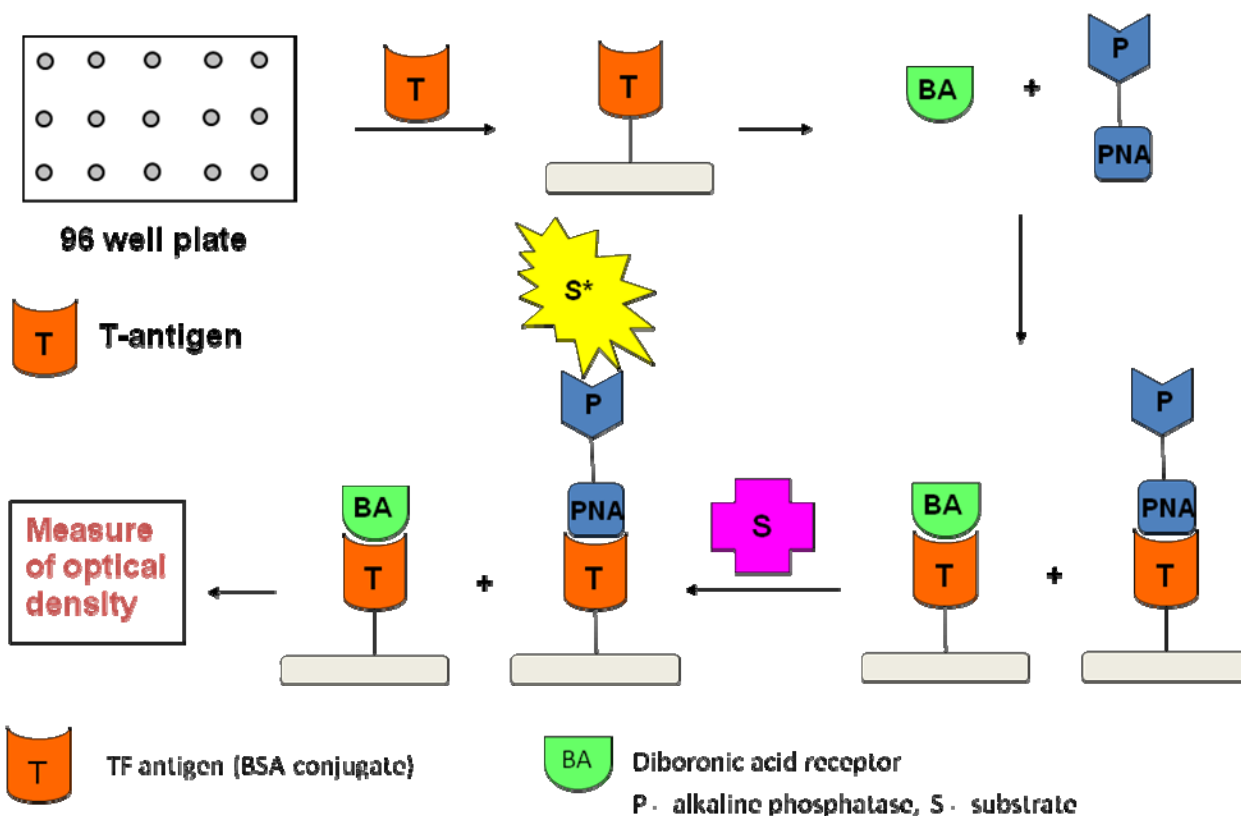 T
T
BA
+
P
PNA
96 well plate
T
T-antigen
S*
P
PNA
T
BA
T
+
S
BA
T
+
P
PNA
T
Measure
of optical
density
T
TF antigen (BSA conjugate)
BA
Diboronic acid receptor
P - alkaline phosphatase, S - substrate